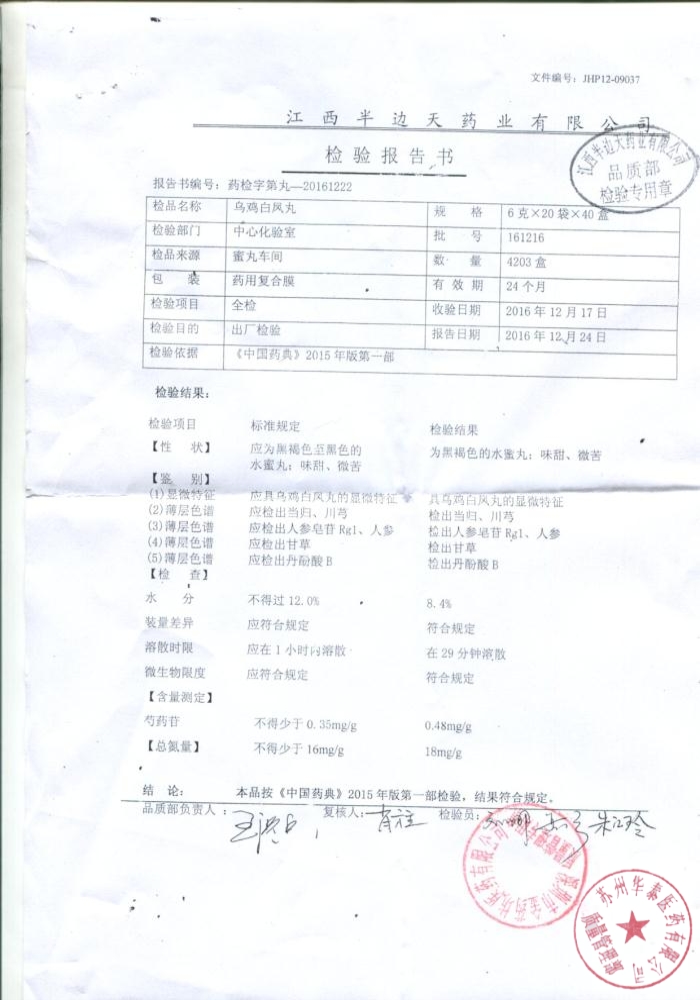 文件编号：JHP12-09037
江西半边天药业有限公司
检验报告书
江西半边天药业有限公司
品质部
检验专用章
报告书编号：药检字第丸—20161222
检品名称 乌鸡白凤丸 规 格 6克×20袋×40盒
检验部门 中心化验室 批 号 161216
检品来源 蜜丸车间 数 量 4203盒
包 装 药用复合膜 有 效 期 24个月
检验项目 全检 收验日期 2016年12月17日
检验目的 出厂检验 报告日期 2016年12月24日
检验依据 《中国药典》2015年版第一部
检验结果：
检验项目 标准规定 检验结果
【性 状】 应为黑褐色至黑色的 为黑褐色的水蜜丸；味甜、微苦
水蜜丸；味甜、微苦
【鉴 别】
(1)显微特征 应具乌鸡白凤丸的显微特征 具乌鸡白凤丸的显微特征
(2)薄层色谱 应检出当归、川芎 检出当归、川芎
(3)薄层色谱 应检出人参皂苷Rg1、人参 检出人参皂苷Rg1、人参
(4)薄层色谱 应检出甘草 检出甘草
(5)薄层色谱 应检出丹酚酸B 检出丹酚酸B
【检 查】
水 分 不得过12.0% 8.4%
装量差异 应符合规定 符合规定
溶散时限 应在1小时内溶散 在29分钟溶散
微生物限度 应符合规定 符合规定
【含量测定】
芍药苷 不得少于0.35mg/g 0.48mg/g
【总氮量】 不得少于16mg/g 18mg/g
结 论： 本品按《中国药典》2015年版第一部检验，结果符合规定。
品质部负责人： 复核人： 检验员： 朱江玲
苏州华泰医药有限公司
质量管理部